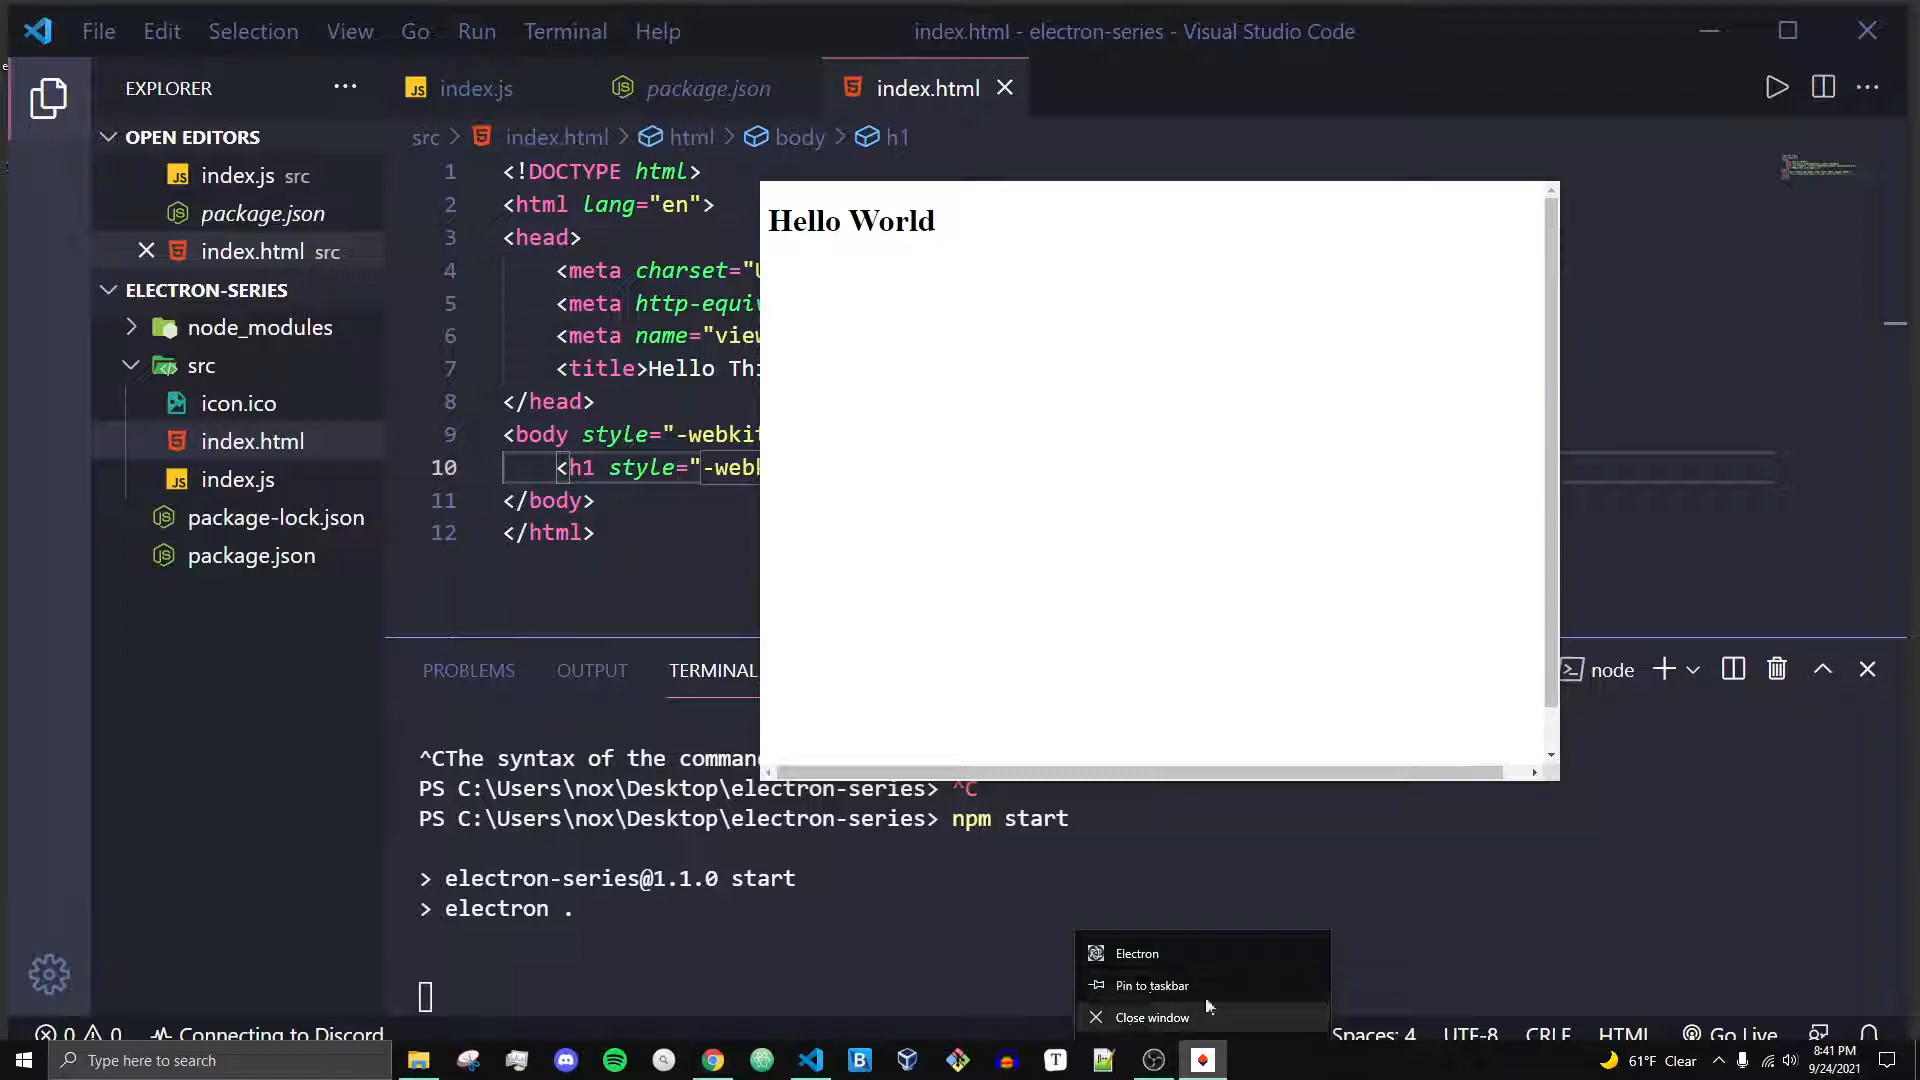 File Edit Selection View Go Run Terminal Help
index.html - electron-series - Visual Studio Code
EXPLORER
index.js
package.json
index.html
OPEN EDITORS
index.js src
package.json
index.html src
ELECTRON-SERIES
node_modules
src
icon.ico
index.html
index.js
package-lock.json
package.json
src > index.html > html > body > h1
1 <!DOCTYPE html>
2 <html lang="en">
3 <head>
4 <meta charset="
5 <meta http-equiv
6 <meta name="view
7 <title>Hello Thi
8 </head>
9 <body style="-webkit
10 <h1 style="-webk
11 </body>
12 </html>
Hello World
PROBLEMS OUTPUT TERMINAL
node
^CThe syntax of the comman
PS C:\Users\nox\Desktop\electron-series> ^C
PS C:\Users\nox\Desktop\electron-series> npm start
> electron-series@1.1.0 start
> electron .
Electron
Pin to taskbar
Close window
0 0 Connecting to Discord
Spaces: 4 UTF-8 CRLF HTML Go Live
Type here to search
61°F Clear
8:41 PM
9/24/2021